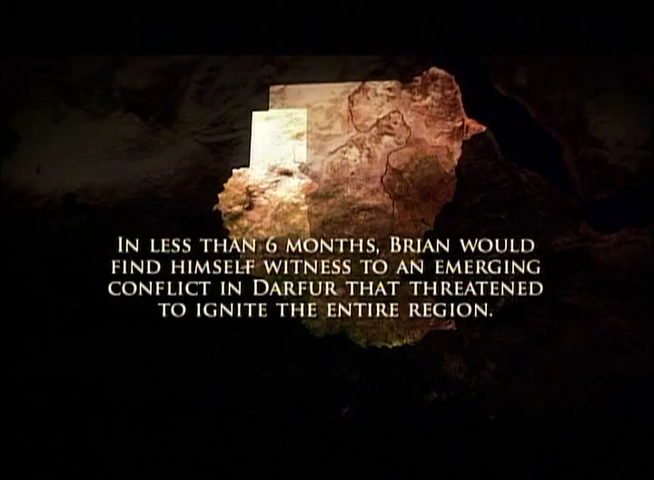 In less than 6 months, Brian would
find himself witness to an emerging
conflict in Darfur that threatened
to ignite the entire region.